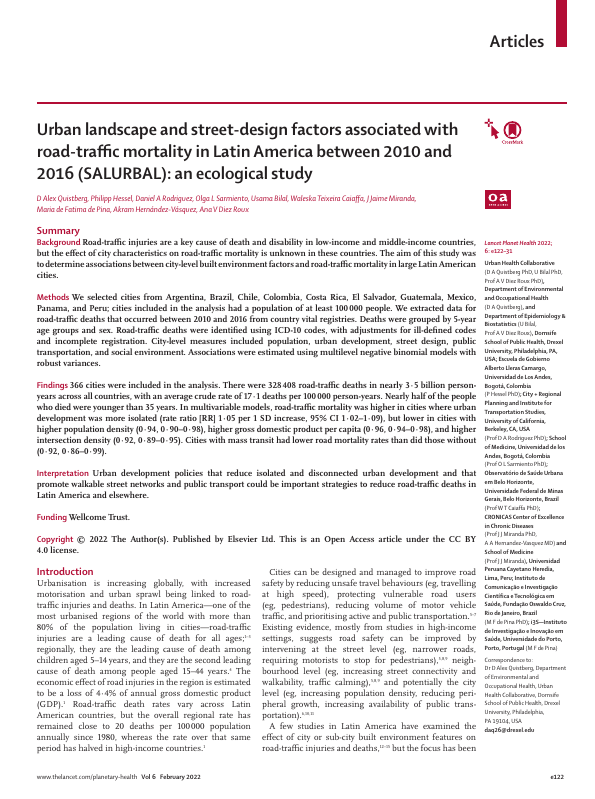 Articles
Urban landscape and street-design factors associated with
road-traffic mortality in Latin America between 2010 and
2016 (SALURBAL): an ecological study
CrossMark
oa
OPEN ACCESS
D Alex Quistberg, Philipp Hessel, Daniel A Rodriguez, Olga L Sarmiento, Usama Bilal, Waleska Teixeira Caiaffa, J Jaime Miranda,
Maria de Fatima de Pina, Akram Hernández-Vásquez, Ana V Diez Roux
Summary
Background Road-traffic injuries are a key cause of death and disability in low-income and middle-income countries,
but the effect of city characteristics on road-traffic mortality is unknown in these countries. The aim of this study was
to determine associations between city-level built environment factors and road-traffic mortality in large Latin American
cities.
Methods We selected cities from Argentina, Brazil, Chile, Colombia, Costa Rica, El Salvador, Guatemala, Mexico,
Panama, and Peru; cities included in the analysis had a population of at least 100 000 people. We extracted data for
road-traffic deaths that occurred between 2010 and 2016 from country vital registries. Deaths were grouped by 5-year
age groups and sex. Road-traffic deaths were identified using ICD-10 codes, with adjustments for ill-defined codes
and incomplete registration. City-level measures included population, urban development, street design, public
transportation, and social environment. Associations were estimated using multilevel negative binomial models with
robust variances.
Findings 366 cities were included in the analysis. There were 328 408 road-traffic deaths in nearly 3·5 billion person-
years across all countries, with an average crude rate of 17·1 deaths per 100 000 person-years. Nearly half of the people
who died were younger than 35 years. In multivariable models, road-traffic mortality was higher in cities where urban
development was more isolated (rate ratio [RR] 1·05 per 1 SD increase, 95% CI 1·02–1·09), but lower in cities with
higher population density (0·94, 0·90–0·98), higher gross domestic product per capita (0·96, 0·94–0·98), and higher
intersection density (0·92, 0·89–0·95). Cities with mass transit had lower road mortality rates than did those without
(0·92, 0·86–0·99).
Interpretation Urban development policies that reduce isolated and disconnected urban development and that
promote walkable street networks and public transport could be important strategies to reduce road-traffic deaths in
Latin America and elsewhere.
Funding Wellcome Trust.
Copyright © 2022 The Author(s). Published by Elsevier Ltd. This is an Open Access article under the CC BY
4.0 license.
Introduction
Urbanisation is increasing globally, with increased
motorisation and urban sprawl being linked to road-
traffic injuries and deaths. In Latin America—one of the
most urbanised regions of the world with more than
80% of the population living in cities—road-traffic
injuries are a leading cause of death for all ages;
regionally, they are the leading cause of death among
children aged 5–14 years, and they are the second leading
cause of death among people aged 15–44 years. The
economic effect of road injuries in the region is estimated
to be a loss of 4·4% of annual gross domestic product
(GDP). Road-traffic death rates vary across Latin
American countries, but the overall regional rate has
remained close to 20 deaths per 100 000 population
annually since 1980, whereas the rate over that same
period has halved in high-income countries.
Cities can be designed and managed to improve road
safety by reducing unsafe travel behaviours (eg, travelling
at high speed), protecting vulnerable road users
(eg, pedestrians), reducing volume of motor vehicle
traffic, and prioritising active and public transportation.
Existing evidence, mostly from studies in high-income
settings, suggests road safety can be improved by
intervening at the street level (eg, narrower roads,
requiring motorists to stop for pedestrians), neigh-
bourhood level (eg, increasing street connectivity and
walkability, traffic calming), and potentially the city
level (eg, increasing population density, reducing peri-
pheral growth, increasing availability of public trans-
portation).
A few studies in Latin America have examined the
effect of city or sub-city built environment features on
road-traffic injuries and deaths, but the focus has been
Lancet Planet Health 2022;
6: e122–31
Urban Health Collaborative
(D A Quistberg PhD, U Bilal PhD,
Prof A V Diez Roux PhD),
Department of Environmental
and Occupational Health
(D A Quistberg), and
Department of Epidemiology &
Biostatistics (U Bilal,
Prof A V Diez Roux), Dornsife
School of Public Health, Drexel
University, Philadelphia, PA,
USA; Escuela de Gobierno
Alberto Lleras Camargo,
Universidad de Los Andes,
Bogotá, Colombia
(P Hessel PhD); City + Regional
Planning and Institute for
Transportation Studies,
University of California,
Berkeley, CA, USA
(Prof D A Rodriguez PhD); School
of Medicine, Universidad de los
Andes, Bogotá, Colombia
(Prof O L Sarmiento PhD);
Observatório de Saúde Urbana
em Belo Horizonte,
Universidade Federal de Minas
Gerais, Belo Horizonte, Brazil
(Prof W T Caiaffa PhD);
CRONICAS Center of Excellence
in Chronic Diseases
(Prof J J Miranda PhD,
A A Hernandez-Vasquez MD) and
School of Medicine
(Prof J J Miranda), Universidad
Peruana Cayetano Heredia,
Lima, Peru; Instituto de
Comunicação e Investigação
Científica e Tecnológica em
Saúde, Fundação Oswaldo Cruz,
Rio de Janeiro, Brazil
(M F de Pina PhD); i3S—Instituto
de Investigação e Inovação em
Saúde, Universidade do Porto,
Porto, Portugal (M F de Pina)
Correspondence to:
Dr D Alex Quistberg, Department
of Environmental and
Occupational Health, Urban
Health Collaborative, Dornsife
School of Public Health, Drexel
University, Philadelphia,
PA 19104, USA
daq26@drexel.edu
www.thelancet.com/planetary-health Vol 6 February 2022
e122